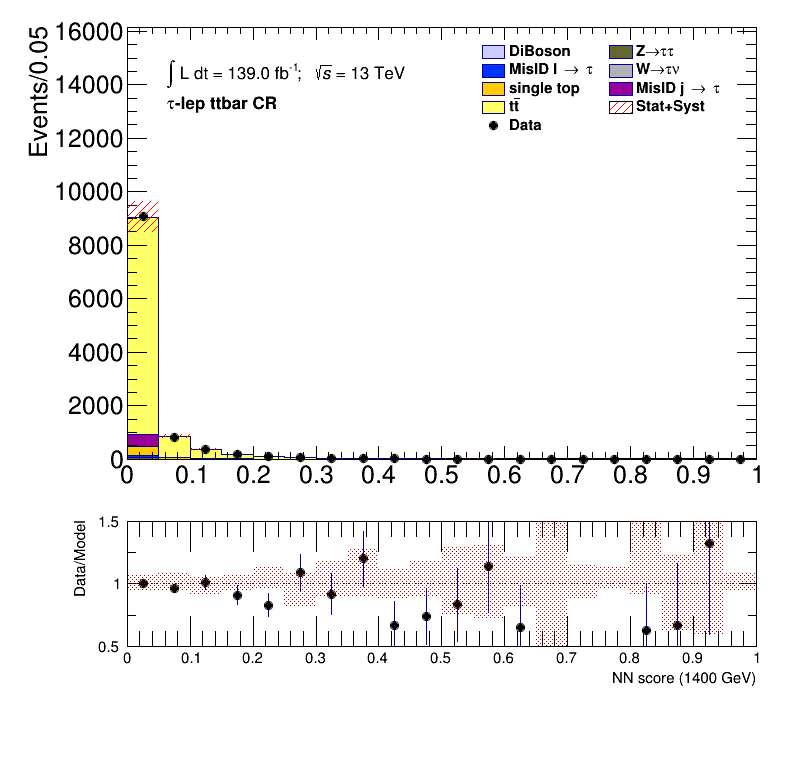 Events/0.05
16000
14000
12000
10000
8000
6000
4000
2000
0
∫ L dt = 139.0 fb⁻¹; √s = 13 TeV
τ-lep ttbar CR
DiBoson
MisID l → τ
single top
tt̄
Data
Z→ττ
W→τν
MisID j → τ
Stat+Syst
0 0.1 0.2 0.3 0.4 0.5 0.6 0.7 0.8 0.9 1
Data/Model
1.5
1
0.5
0 0.1 0.2 0.3 0.4 0.5 0.6 0.7 0.8 0.9 1
NN score (1400 GeV)